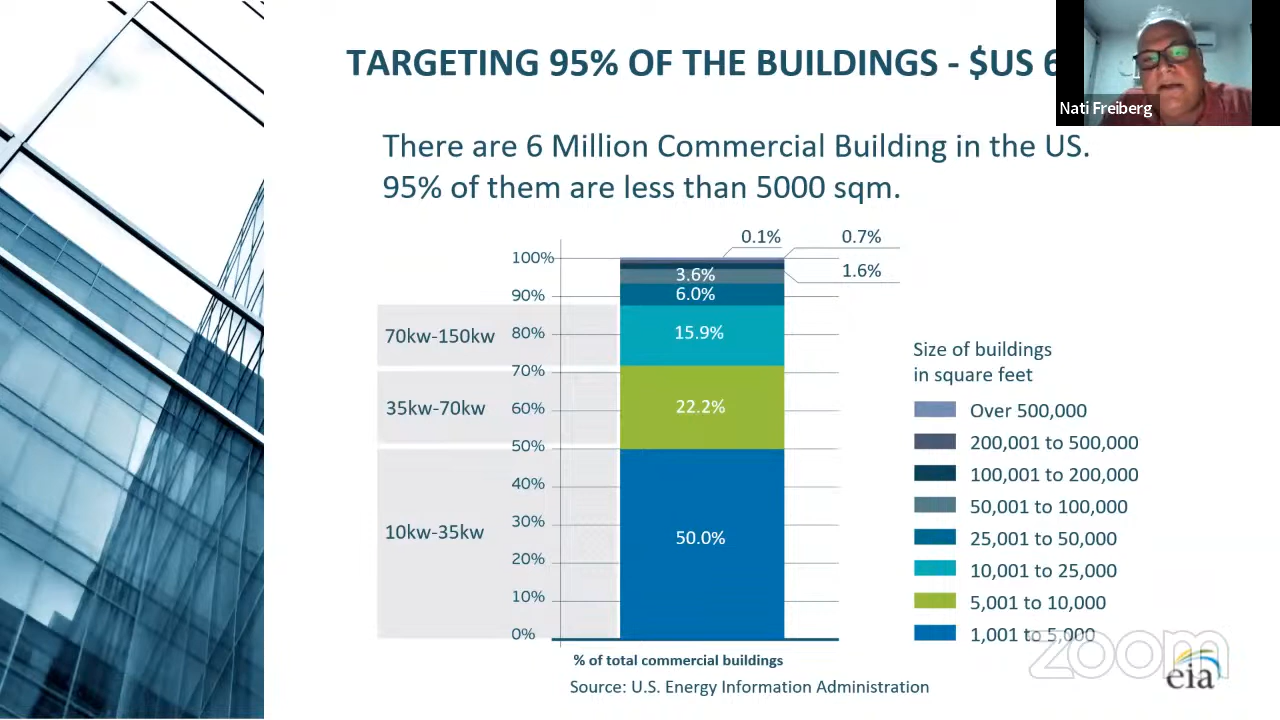 TARGETING 95% OF THE BUILDINGS - $US 6
Nati Freiberg
There are 6 Million Commercial Building in the US.
95% of them are less than 5000 sqm.
0.1%
0.7%
1.6%
100%
90%
80%
70%
60%
50%
40%
30%
20%
10%
0%
3.6%
6.0%
15.9%
22.2%
50.0%
70kw-150kw
35kw-70kw
10kw-35kw
Size of buildings
in square feet
Over 500,000
200,001 to 500,000
100,001 to 200,000
50,001 to 100,000
25,001 to 50,000
10,001 to 25,000
5,001 to 10,000
1,001 to 5,000
% of total commercial buildings
Source: U.S. Energy Information Administration
zoom
eia